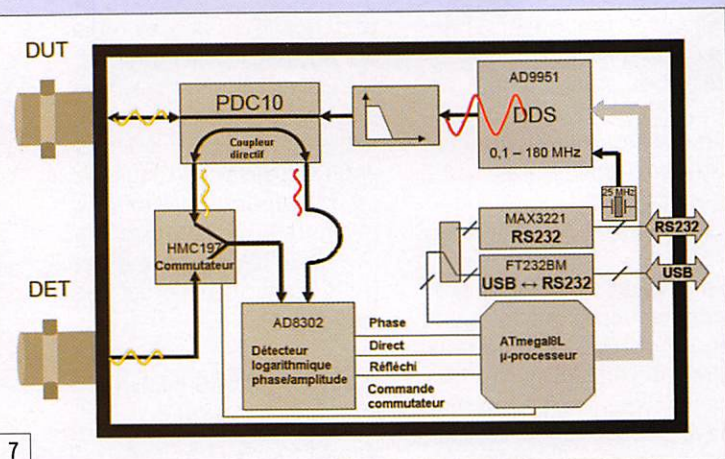 DUT
PDC10
Coupleur
directif
AD9951
DDS
0,1 – 180 MHz
25 MHz
HMC197
Commutateur
MAX3221
RS232
RS232
FT232BM
USB ↔ RS232
USB
DET
AD8302
Détecteur
logarithmique
phase/amplitude
Phase
Direct
Réfléchi
Commande
commutateur
ATmegal8L
µ-processeur
7